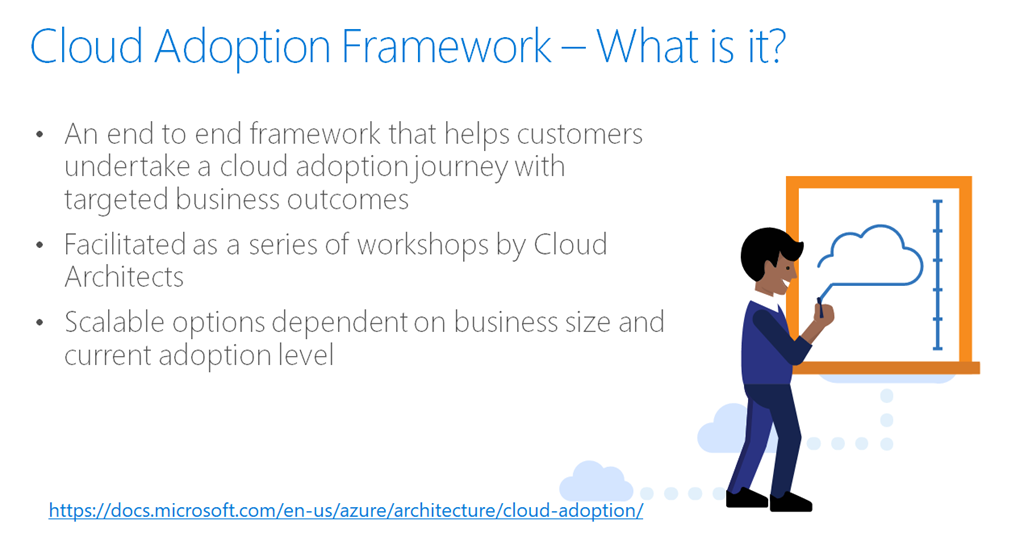 Cloud Adoption Framework – What is it?
• An end to end framework that helps customers
undertake a cloud adoption journey with
targeted business outcomes
• Facilitated as a series of workshops by Cloud
Architects
• Scalable options dependent on business size and
current adoption level
https://docs.microsoft.com/en-us/azure/architecture/cloud-adoption/